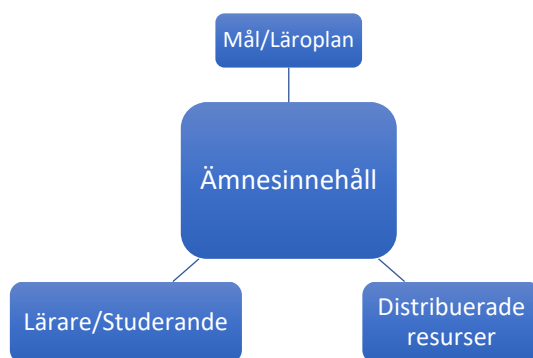 Mål/Läroplan
Ämnesinnehåll
Lärare/Studerande
Distribuerade
resurser